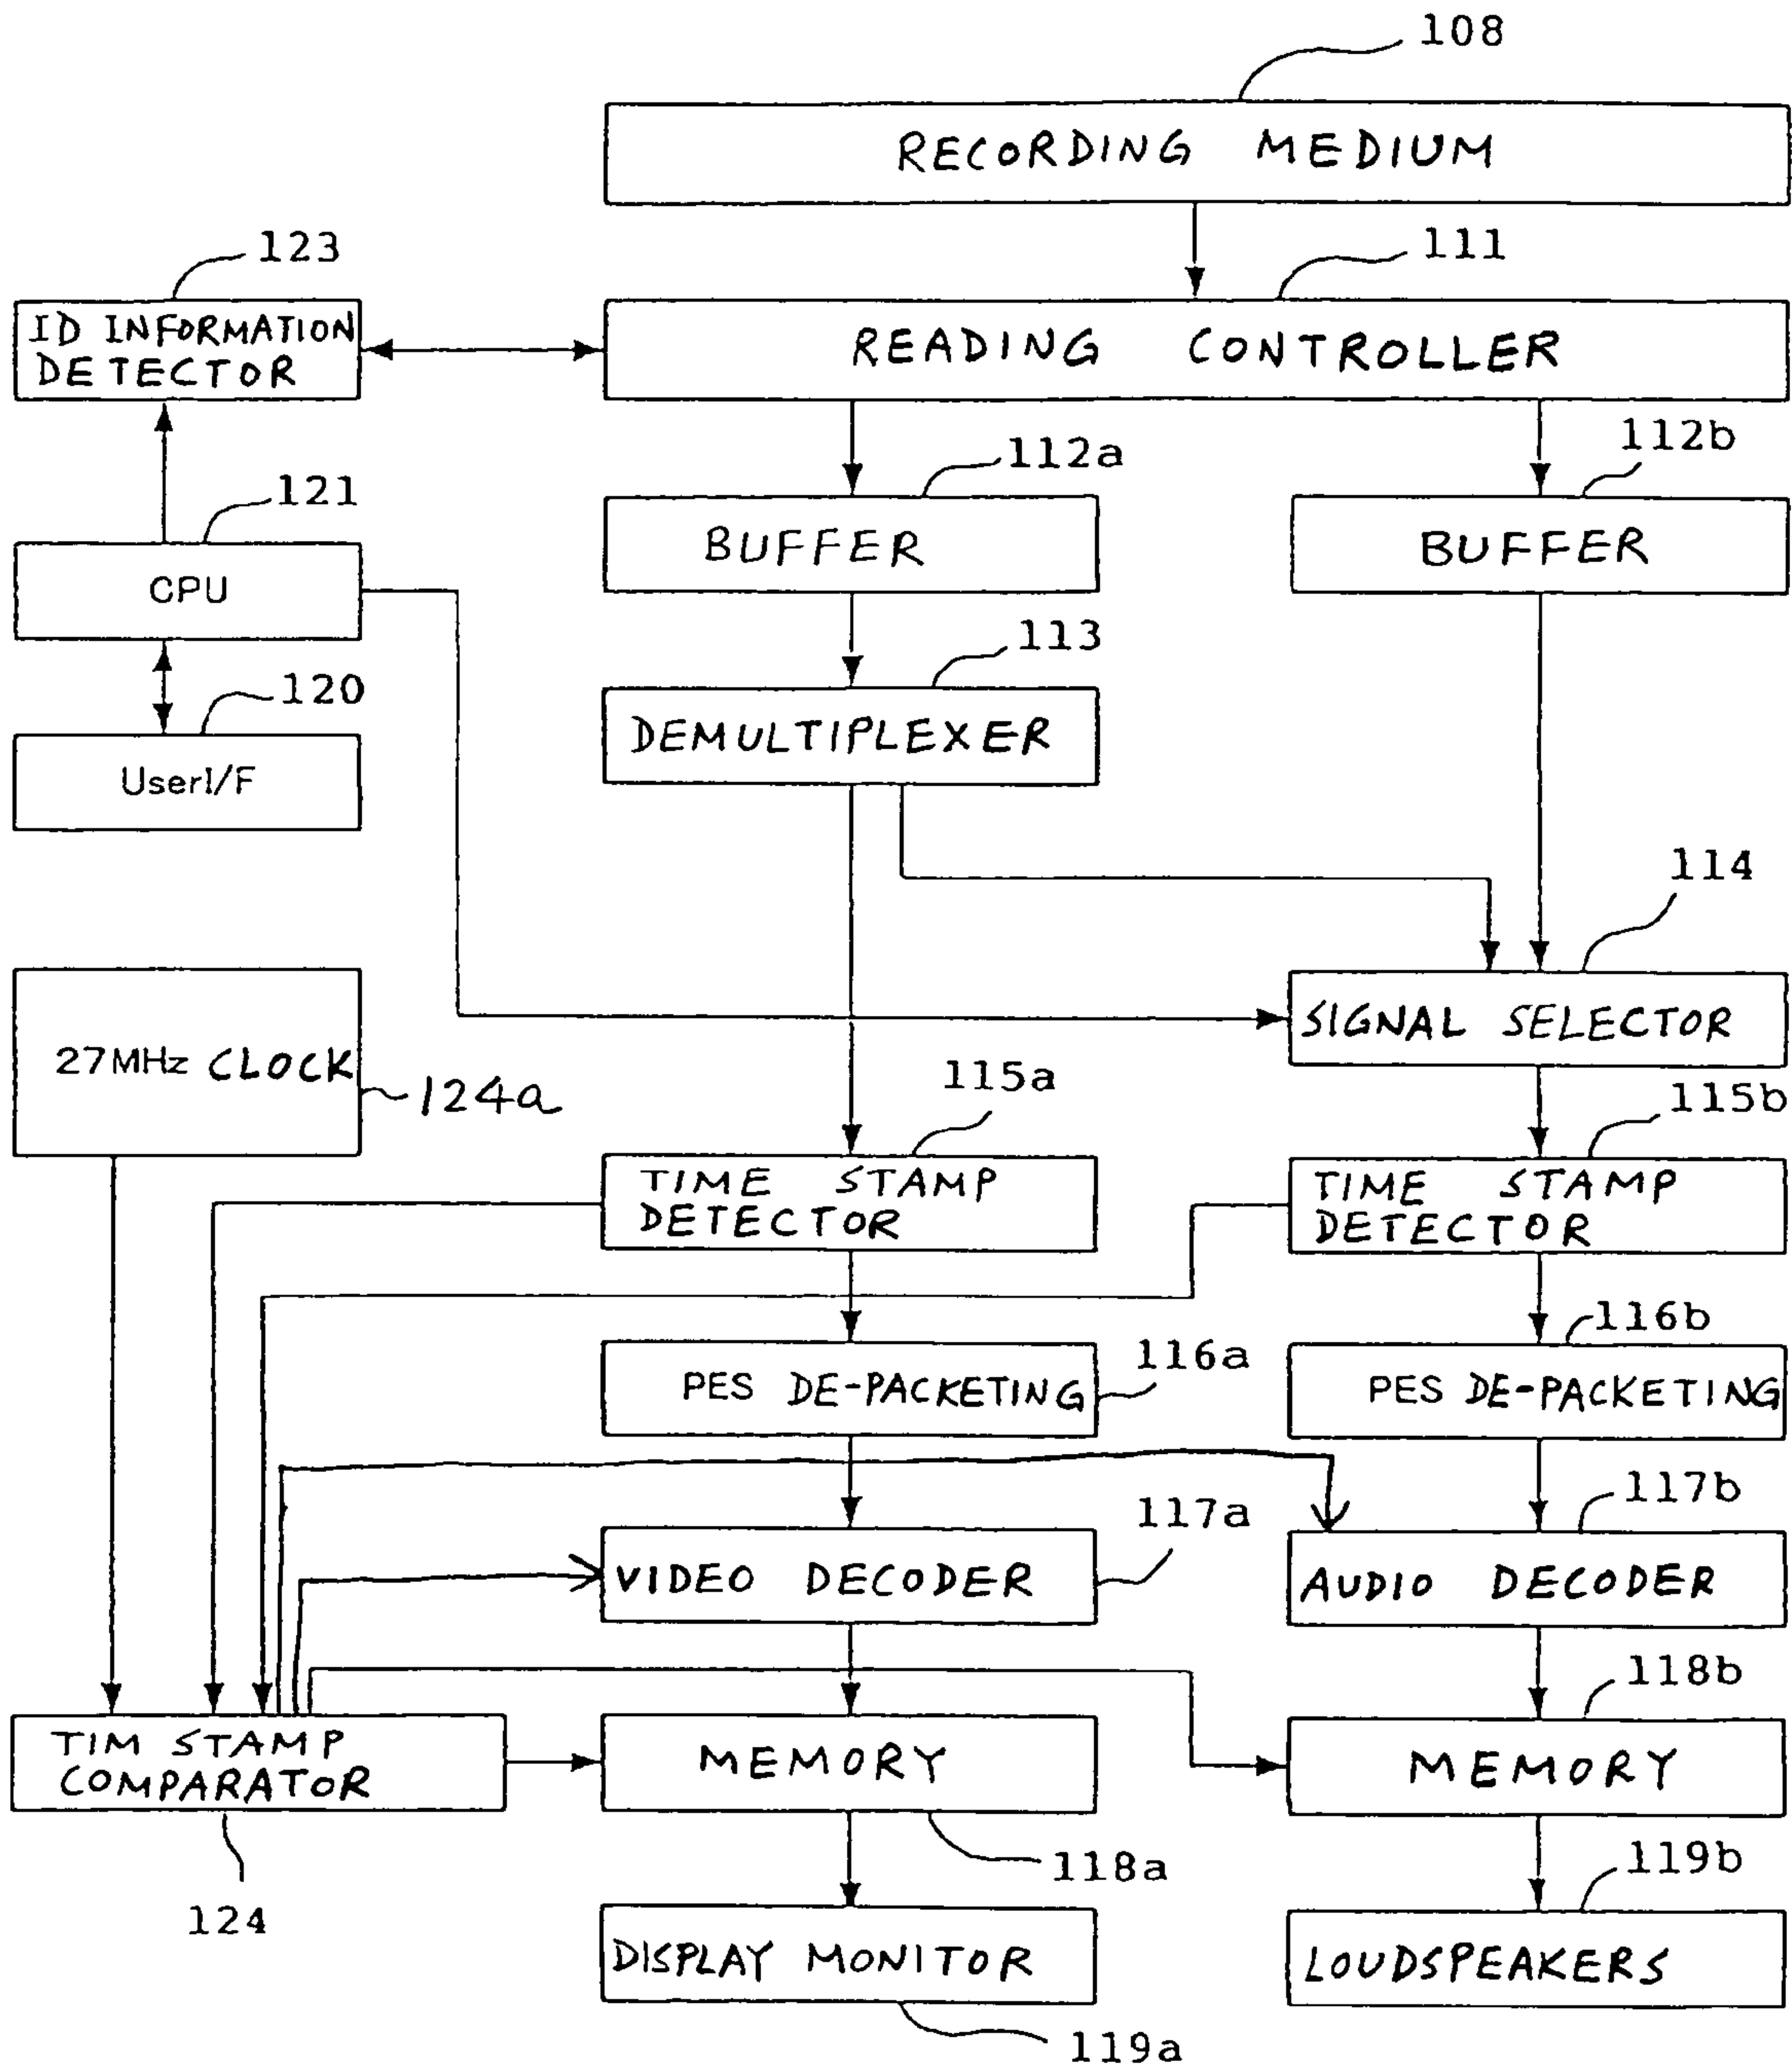 108
RECORDING MEDIUM
123
111
ID INFORMATION
DETECTOR
READING CONTROLLER
112a
112b
121
BUFFER
BUFFER
CPU
113
120
DEMULTIPLEXER
UserI/F
114
SIGNAL SELECTOR
27MHz CLOCK
124a
115a
115b
TIME STAMP
DETECTOR
TIME STAMP
DETECTOR
116a
116b
PES DE-PACKETING
PES DE-PACKETING
117a
117b
VIDEO DECODER
AUDIO DECODER
118b
TIM STAMP
COMPARATOR
MEMORY
MEMORY
118a
119b
124
DISPLAY MONITOR
LOUDSPEAKERS
119a